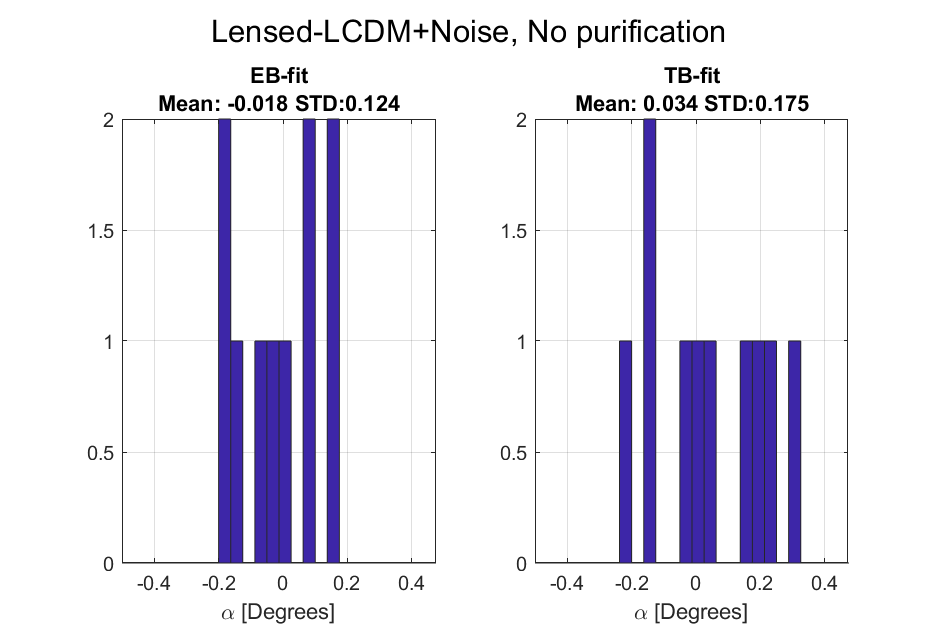 Lensed-LCDM+Noise, No purification
EB-fit
Mean: -0.018 STD:0.124
2
1.5
1
0.5
0
-0.4 -0.2 0 0.2 0.4
α [Degrees]
TB-fit
Mean: 0.034 STD:0.175
2
1.5
1
0.5
0
-0.4 -0.2 0 0.2 0.4
α [Degrees]